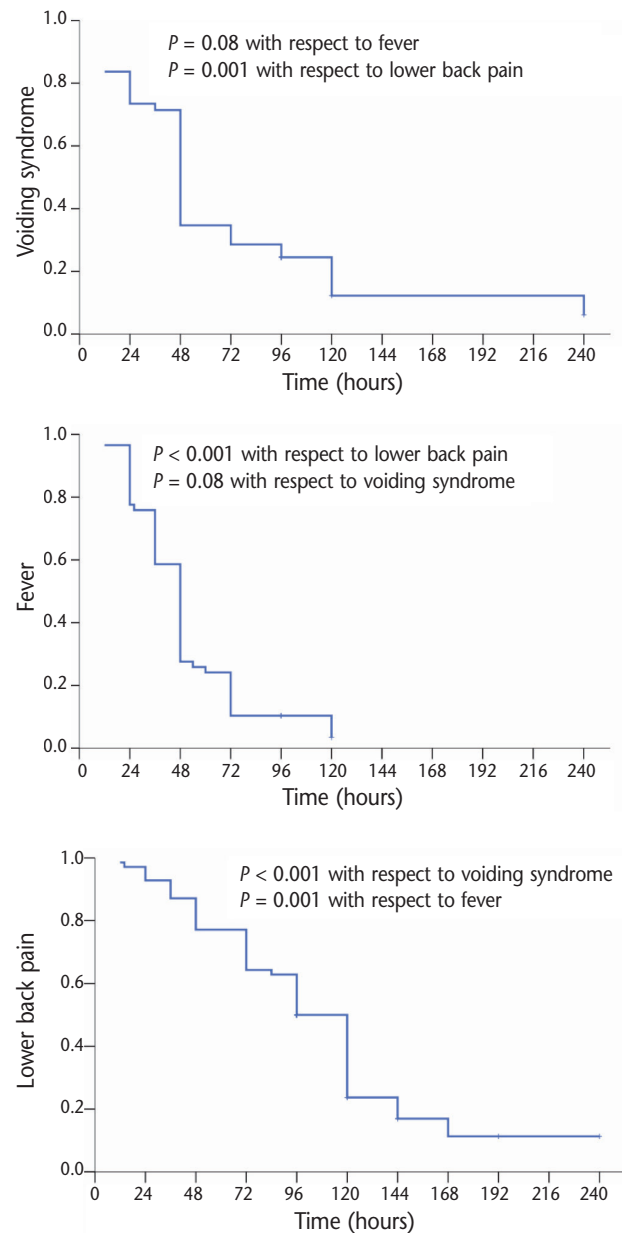 P = 0.08 with respect to fever
P = 0.001 with respect to lower back pain
Voiding syndrome
1.0
0.8
0.6
0.4
0.2
0.0
0 24 48 72 96 120 144 168 192 216 240
Time (hours)
P < 0.001 with respect to lower back pain
P = 0.08 with respect to voiding syndrome
Fever
1.0
0.8
0.6
0.4
0.2
0.0
0 24 48 72 96 120 144 168 192 216 240
Time (hours)
P < 0.001 with respect to voiding syndrome
P = 0.001 with respect to fever
Lower back pain
1.0
0.8
0.6
0.4
0.2
0.0
0 24 48 72 96 120 144 168 192 216 240
Time (hours)